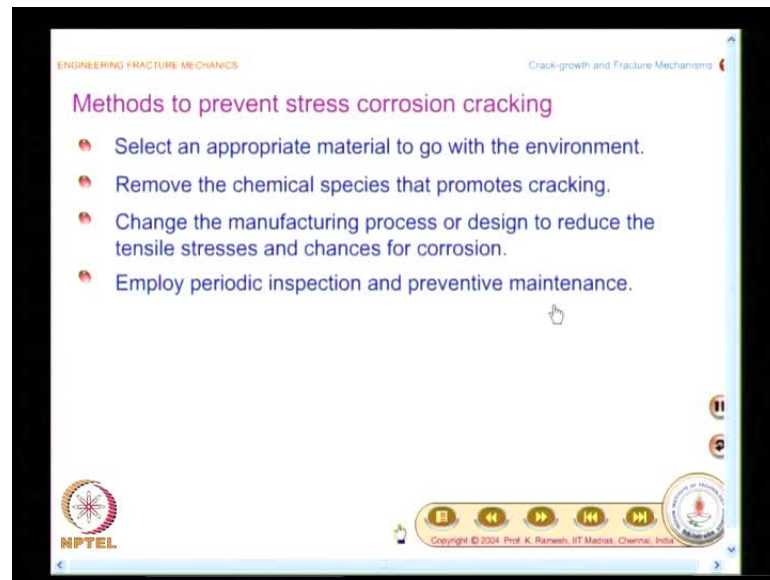 ENGINEERING FRACTURE MECHANICS
Crack-growth and Fracture Mechanisms
Methods to prevent stress corrosion cracking
Select an appropriate material to go with the environment.
Remove the chemical species that promotes cracking.
Change the manufacturing process or design to reduce the
tensile stresses and chances for corrosion.
Employ periodic inspection and preventive maintenance.
NPTEL
Copyright © 2004 Prof. K. Ramesh, IIT Madras, Chennai, India